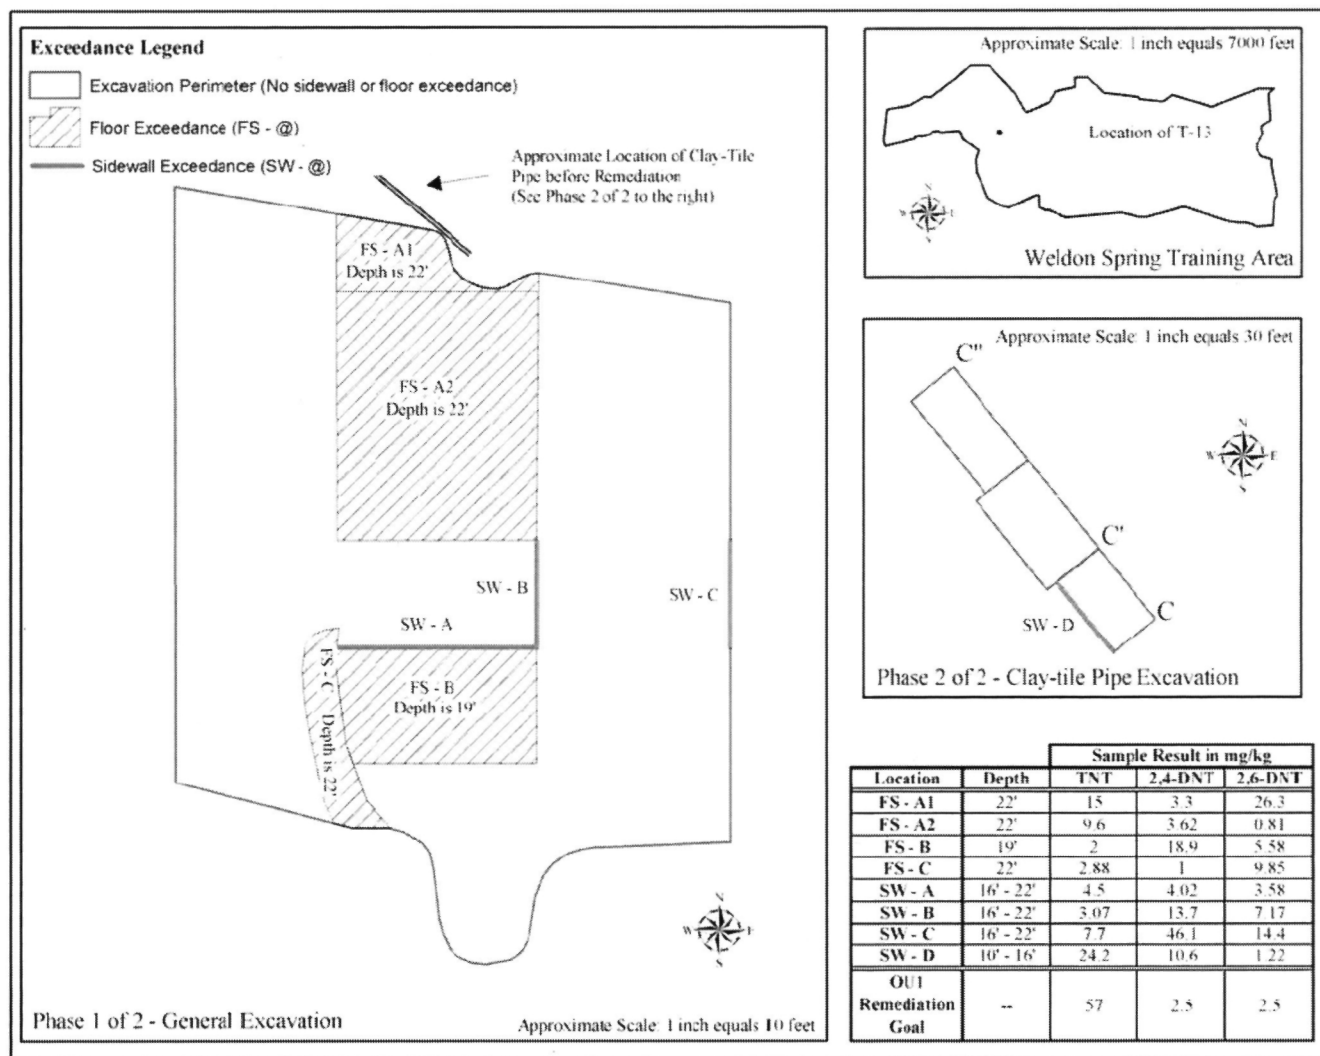 Exceedance Legend
Excavation Perimeter (No sidewall or floor exceedance)
Floor Exceedance (FS - @)
Sidewall Exceedance (SW - @)
Approximate Location of Clay-Tile
Pipe before Remediation
(See Phase 2 of 2 to the right)
FS - A1
Depth is 22'
FS - A2
Depth is 22'
SW - B
SW - C
SW - A
FS - B
Depth is 19'
FS - C Depth is 22'
N
W E
S
Phase 1 of 2 - General Excavation
Approximate Scale: 1 inch equals 10 feet
Approximate Scale: 1 inch equals 7000 feet
Location of T-13
N
W E
S
Weldon Spring Training Area
Approximate Scale: 1 inch equals 30 feet
C"
N
W E
S
C'
C
SW - D
Phase 2 of 2 - Clay-tile Pipe Excavation
Sample Result in mg/kg
Location Depth TNT 2,4-DNT 2,6-DNT
FS - A1 22' 15 3.3 26.3
FS - A2 22' 9.6 3.62 0.81
FS - B 19' 2 18.9 5.58
FS - C 22' 2.88 1 9.85
SW - A 16' - 22' 4.5 4.02 3.58
SW - B 16' - 22' 3.07 13.7 7.17
SW - C 16' - 22' 7.7 46.1 14.4
SW - D 10' - 16' 24.2 10.6 1.22
OU1
Remediation -- 57 2.5 2.5
Goal